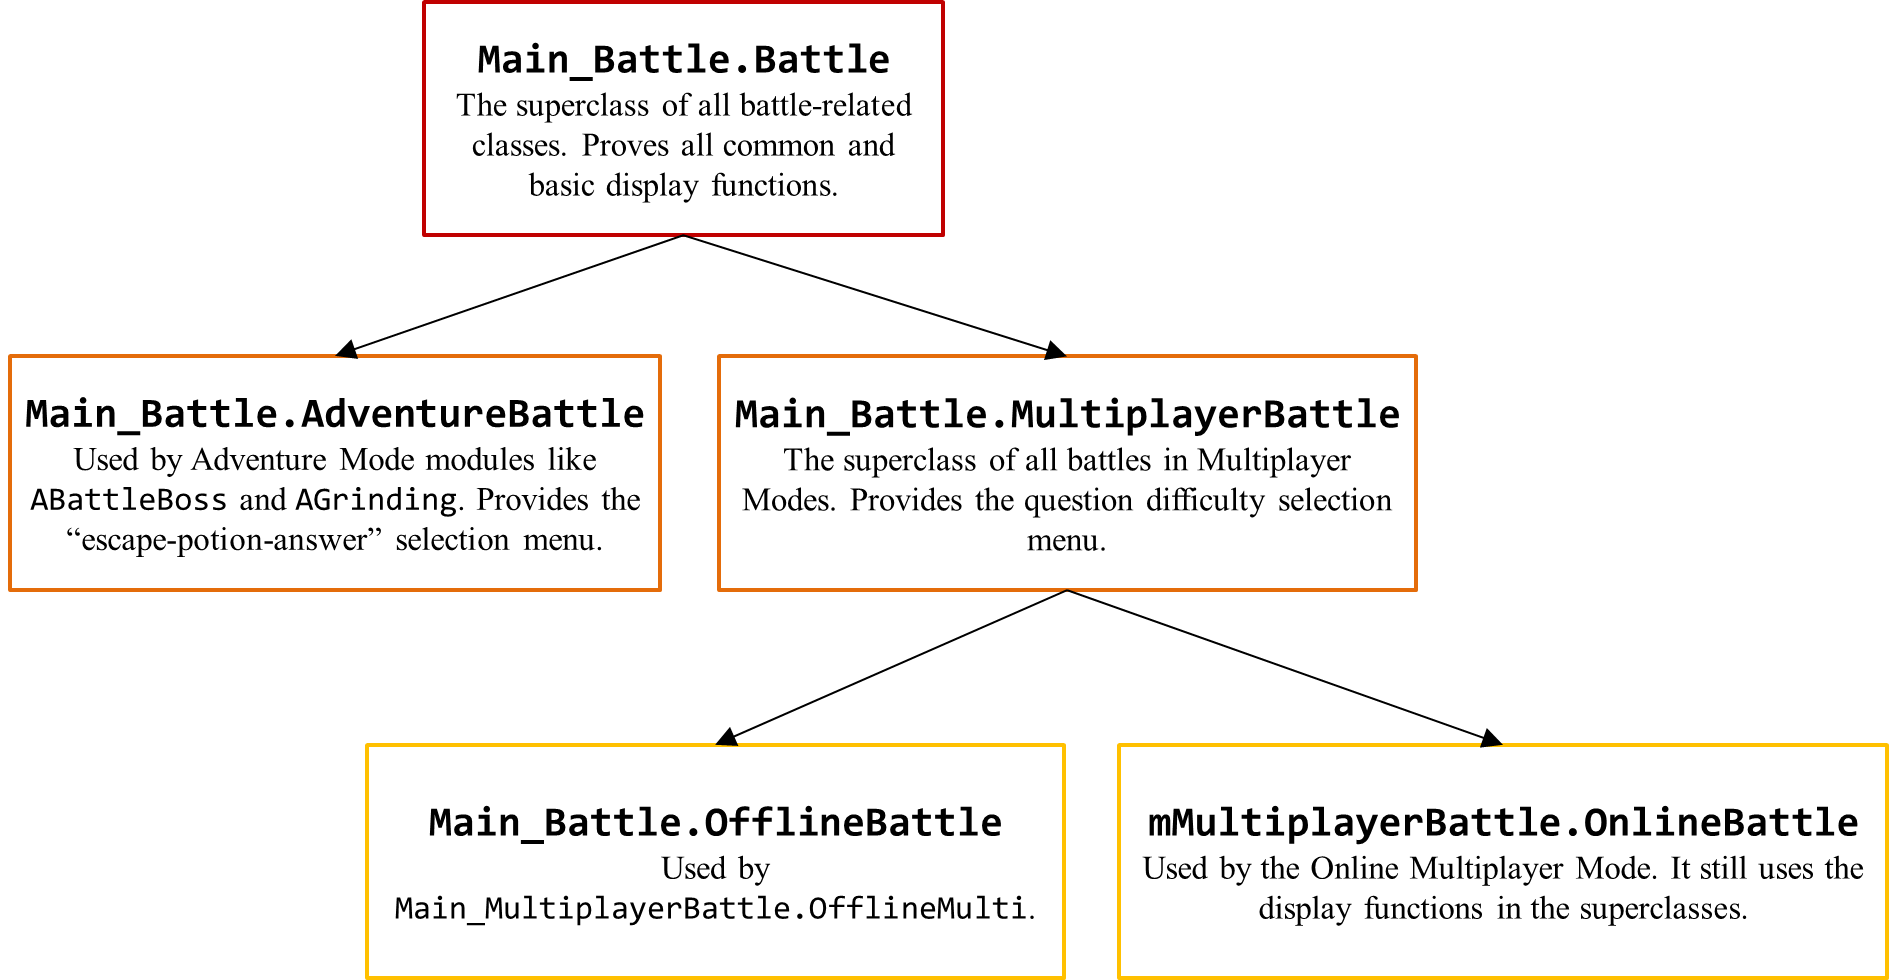 Main_Battle.Battle
The superclass of all battle-related
classes. Proves all common and
basic display functions.
Main_Battle.AdventureBattle
Used by Adventure Mode modules like
ABattleBoss and AGrinding. Provides the
“escape-potion-answer” selection menu.
Main_Battle.MultiplayerBattle
The superclass of all battles in Multiplayer
Modes. Provides the question difficulty selection
menu.
Main_Battle.OfflineBattle
Used by
Main_MultiplayerBattle.OfflineMulti.
mMultiplayerBattle.OnlineBattle
Used by the Online Multiplayer Mode. It still uses the
display functions in the superclasses.